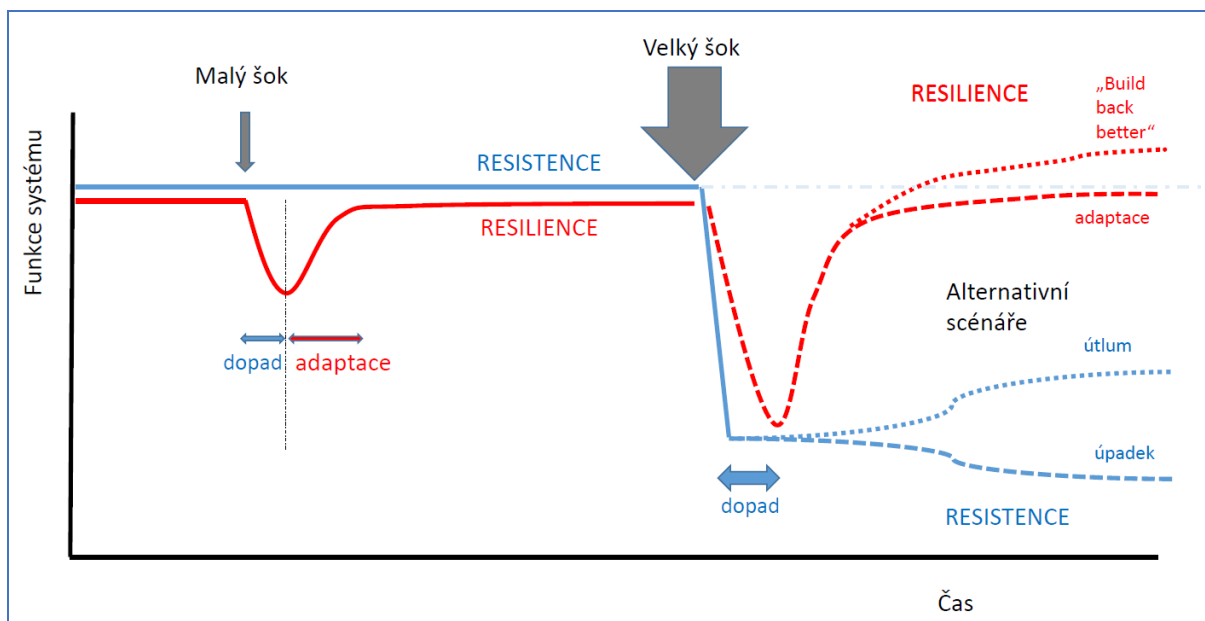 Velký šok
Malý šok
RESILIENCE
„Build
back
better“
Funkce systému
RESISTENCE
RESILIENCE
adaptace
Alternativní
scénáře
dopad
adaptace
útlum
úpadek
dopad
RESISTENCE
Čas